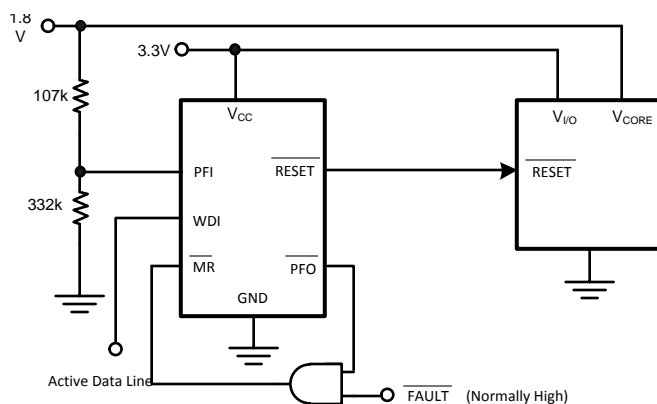 1.8
V
3.3V
107k
VCC
VI/O
VCORE
PFI
RESET
RESET
332k
WDI
MR
PFO
GND
Active Data Line
FAULT (Normally High)